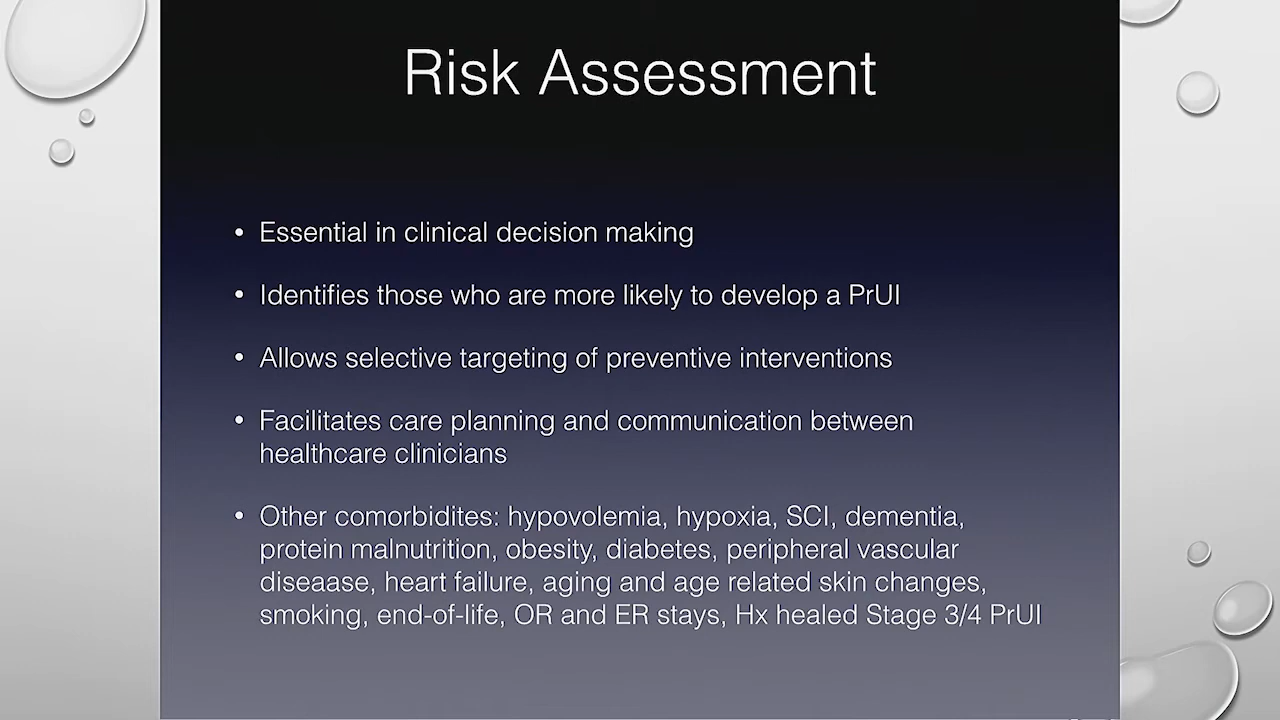 Risk Assessment
• Essential in clinical decision making
• Identifies those who are more likely to develop a PrUI
• Allows selective targeting of preventive interventions
• Facilitates care planning and communication between
healthcare clinicians
• Other comorbidites: hypovolemia, hypoxia, SCI, dementia,
protein malnutrition, obesity, diabetes, peripheral vascular
diseaase, heart failure, aging and age related skin changes,
smoking, end-of-life, OR and ER stays, Hx healed Stage 3/4 PrUI